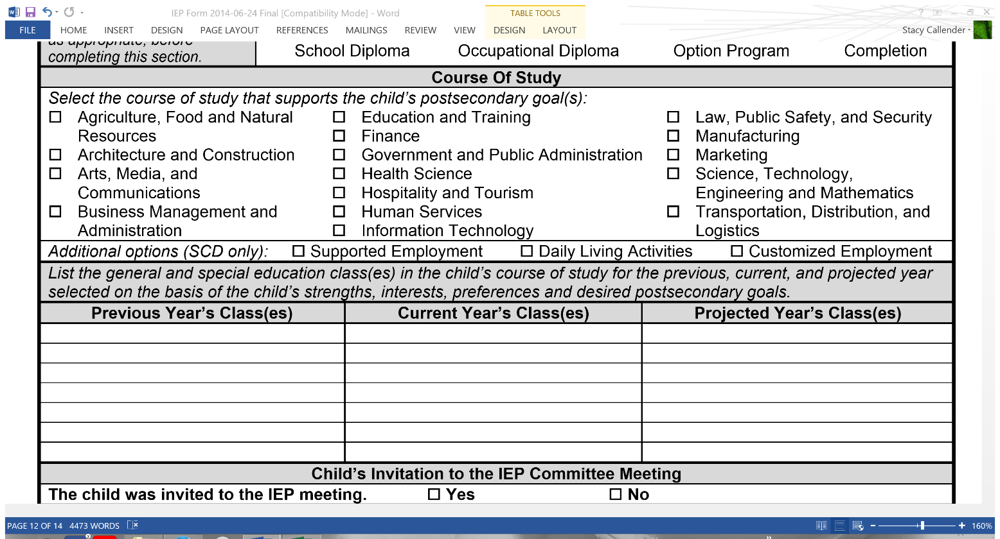 IEP Form 2014-06-24 Final [Compatibility Mode] - Word
TABLE TOOLS
?
FILE HOME INSERT DESIGN PAGE LAYOUT REFERENCES MAILINGS REVIEW VIEW DESIGN LAYOUT Stacy Callender
as appropriate, before
completing this section. School Diploma Occupational Diploma Option Program Completion
Course Of Study
Select the course of study that supports the child’s postsecondary goal(s):
☐ Agriculture, Food and Natural ☐ Education and Training ☐ Law, Public Safety, and Security
Resources ☐ Finance ☐ Manufacturing
☐ Architecture and Construction ☐ Government and Public Administration ☐ Marketing
☐ Arts, Media, and ☐ Health Science ☐ Science, Technology,
Communications ☐ Hospitality and Tourism Engineering and Mathematics
☐ Business Management and ☐ Human Services ☐ Transportation, Distribution, and
Administration ☐ Information Technology Logistics
Additional options (SCD only): ☐ Supported Employment ☐ Daily Living Activities ☐ Customized Employment
List the general and special education class(es) in the child’s course of study for the previous, current, and projected year
selected on the basis of the child’s strengths, interests, preferences and desired postsecondary goals.
Previous Year’s Class(es) Current Year’s Class(es) Projected Year’s Class(es)
Child’s Invitation to the IEP Committee Meeting
The child was invited to the IEP meeting. ☐ Yes ☐ No
PAGE 12 OF 14 4473 WORDS 160%